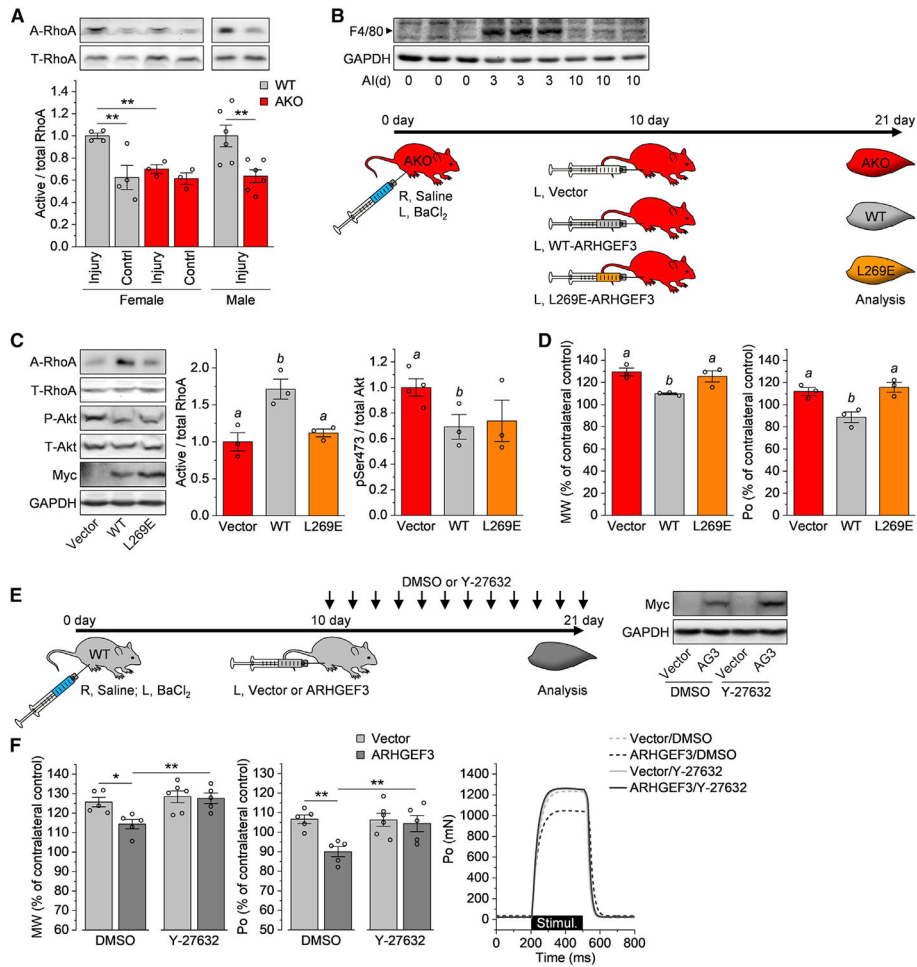 A
A-RhoA
T-RhoA
WT
AKO
Active / total RhoA
1.4
1.2
1.0
0.8
0.6
0.4
0.2
0.0
**
**
**
Injury
Contrl
Injury
Contrl
Injury
Female
Male
B
F4/80
GAPDH
AI(d) 0 0 0 3 3 3 10 10 10
0 day 10 day 21 day
AKO
R, Saline
L, BaCl2
L, Vector
L, WT-ARHGEF3
L, L269E-ARHGEF3
AKO
WT
L269E
Analysis
C
A-RhoA
T-RhoA
P-Akt
T-Akt
Myc
GAPDH
Vector
WT
L269E
Active / total RhoA
2.0
1.5
1.0
0.5
0.0
a
b
a
Vector WT L269E
pSer473 / total Akt
1.2
1.0
0.8
0.6
0.4
0.2
0.0
a
b
Vector WT L269E
D
MW (% of contralateral control)
140
120
100
80
60
40
20
0
a
b
a
Vector WT L269E
Po (% of contralateral control)
140
120
100
80
60
40
20
0
a
b
a
Vector WT L269E
E
DMSO or Y-27632
0 day 10 day 21 day
WT
R, Saline; L, BaCl2
L, Vector or ARHGEF3
Analysis
Myc
GAPDH
Vector
AG3
Vector
AG3
DMSO Y-27632
F
Vector
ARHGEF3
MW (% of contralateral control)
140
130
120
110
100
90
80
70
60
*
**
DMSO Y-27632
Po (% of contralateral control)
130
120
110
100
90
80
70
60
50
**
**
DMSO Y-27632
Vector/DMSO
ARHGEF3/DMSO
Vector/Y-27632
ARHGEF3/Y-27632
Po (mN)
1400
1200
1000
800
600
400
200
0
Stimul.
0 200 400 600 800
Time (ms)